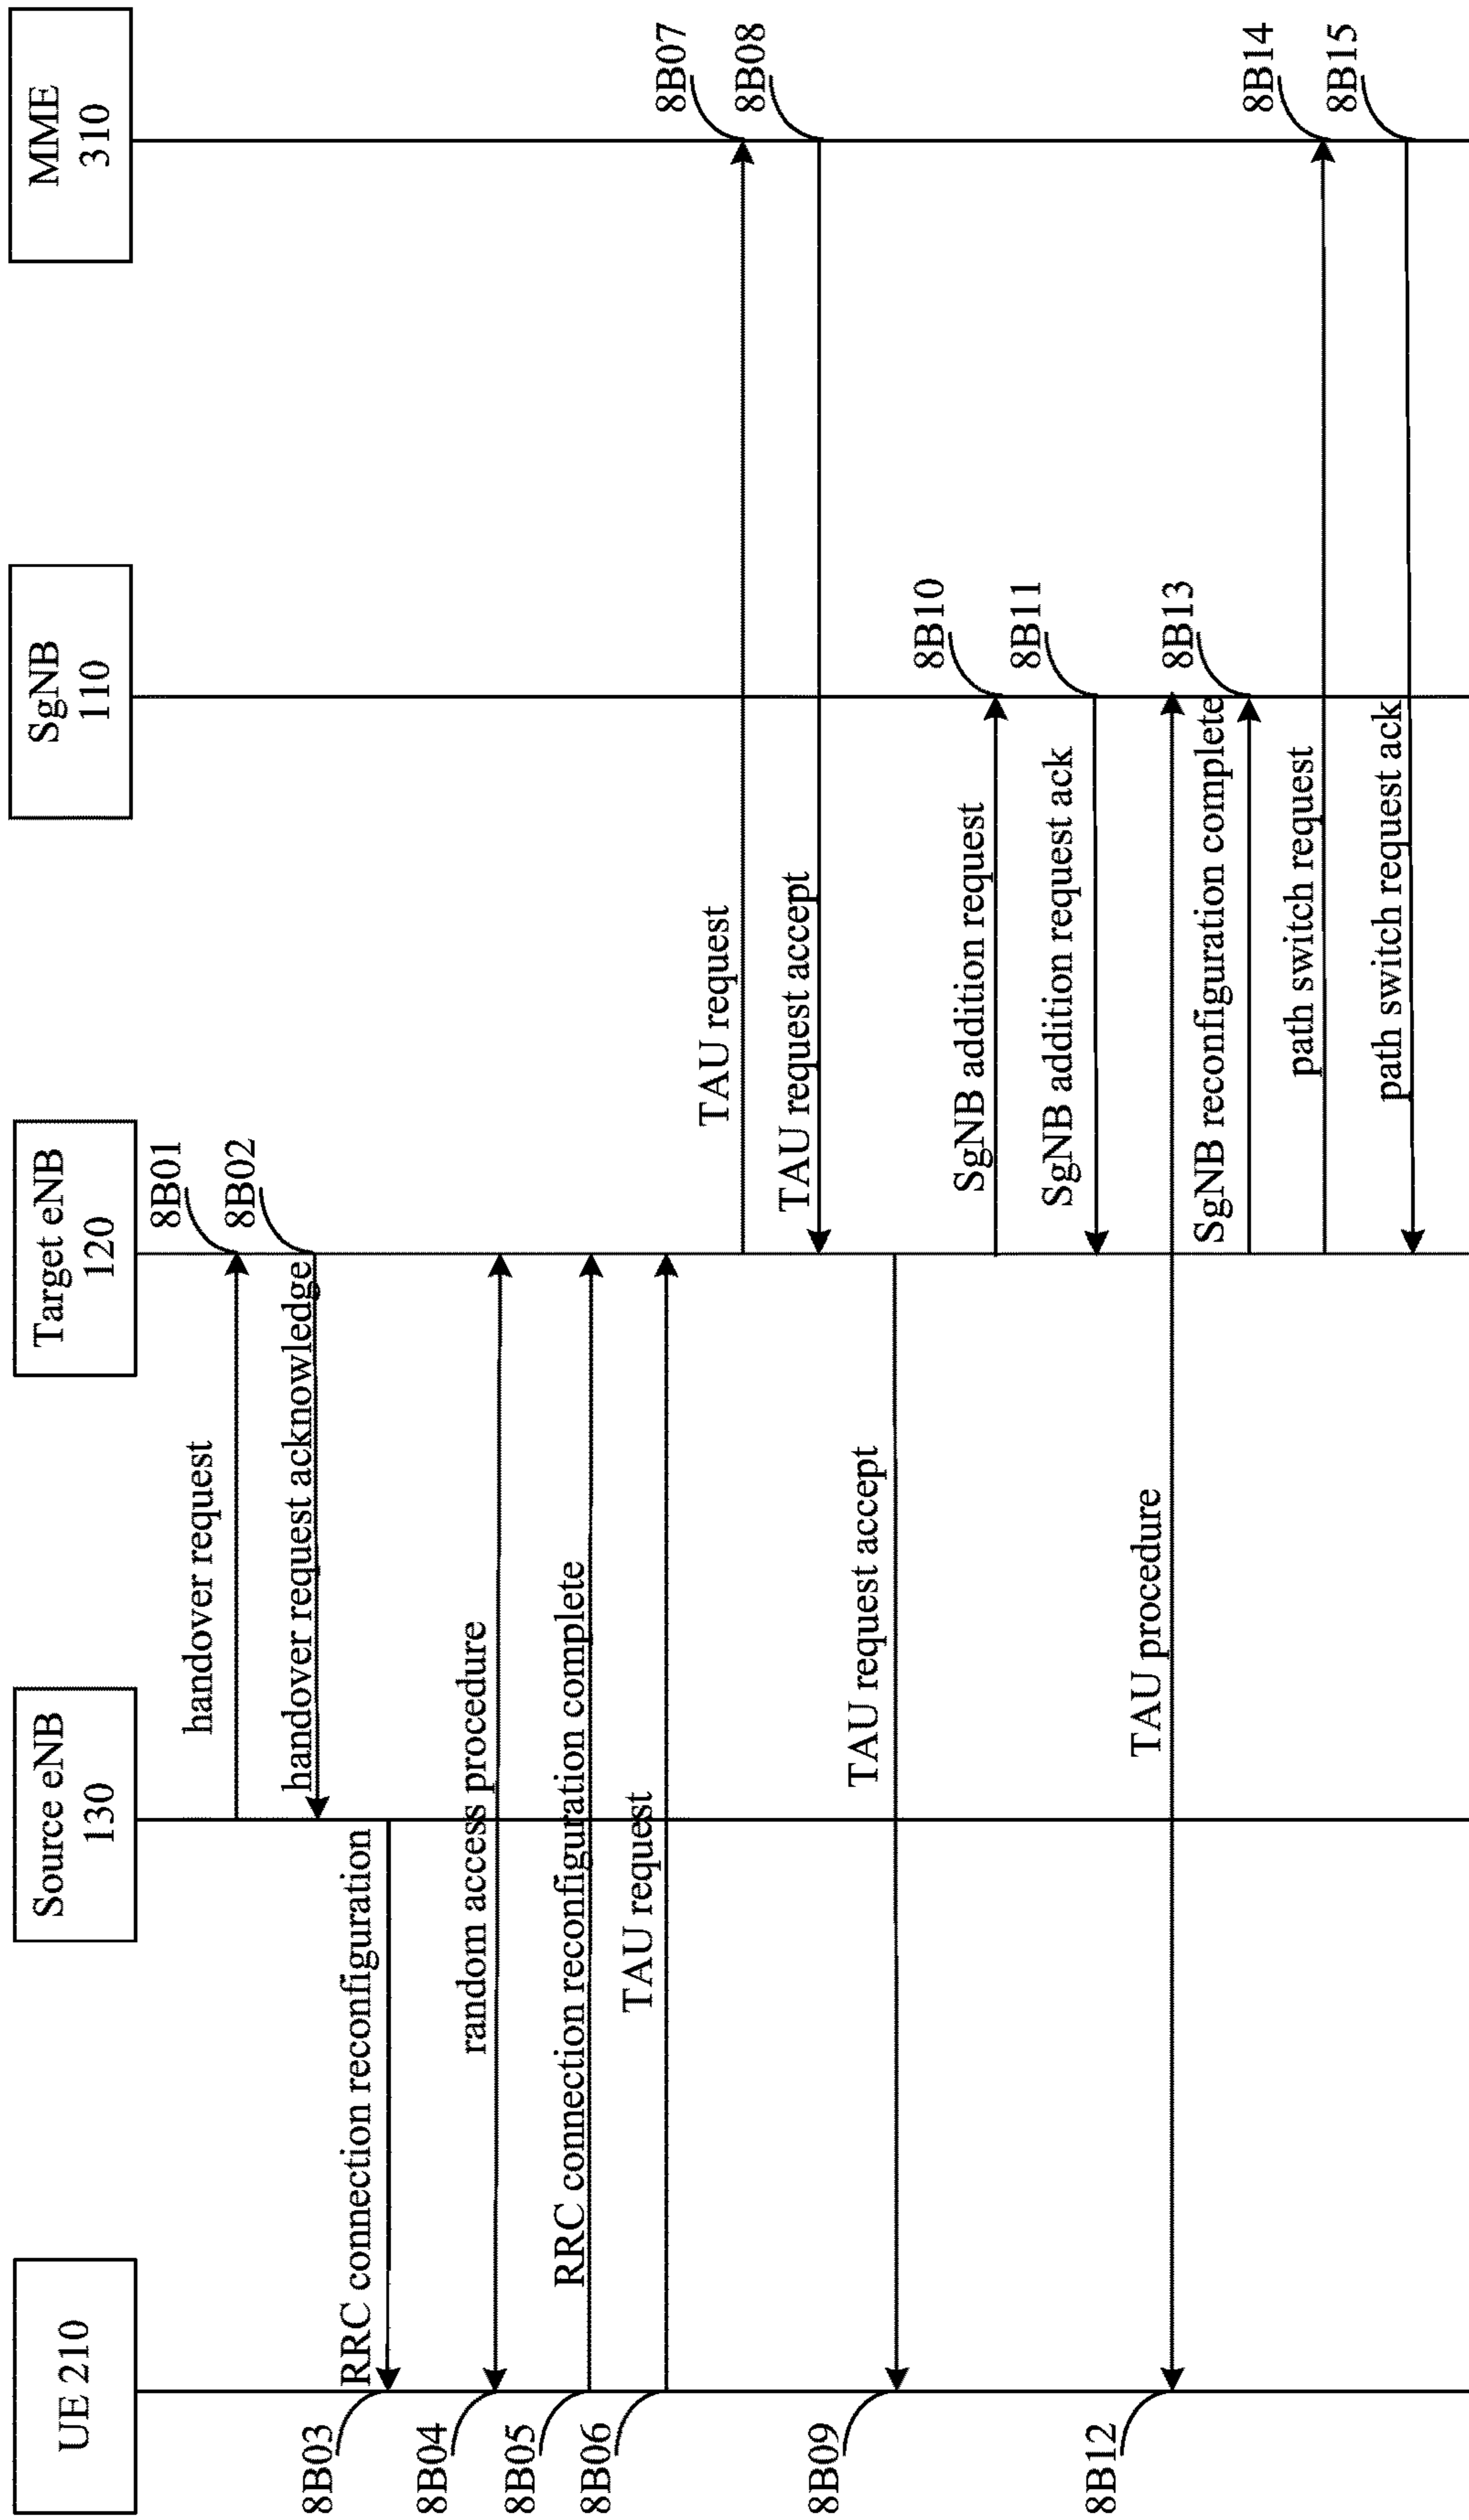 UE 210
Source eNB
130
Target eNB
120
SgNB
110
MME
310
handover request
8B01
handover request acknowledge
8B02
8B03
RRC connection reconfiguration
8B04
random access procedure
8B05
RRC connection reconfiguration complete
8B06
TAU request
TAU request
8B07
TAU request accept
8B08
8B09
TAU request accept
SgNB addition request
8B10
SgNB addition request ack
8B11
8B12
TAU procedure
SgNB reconfiguration complete
8B13
path switch request
8B14
path switch request ack
8B15